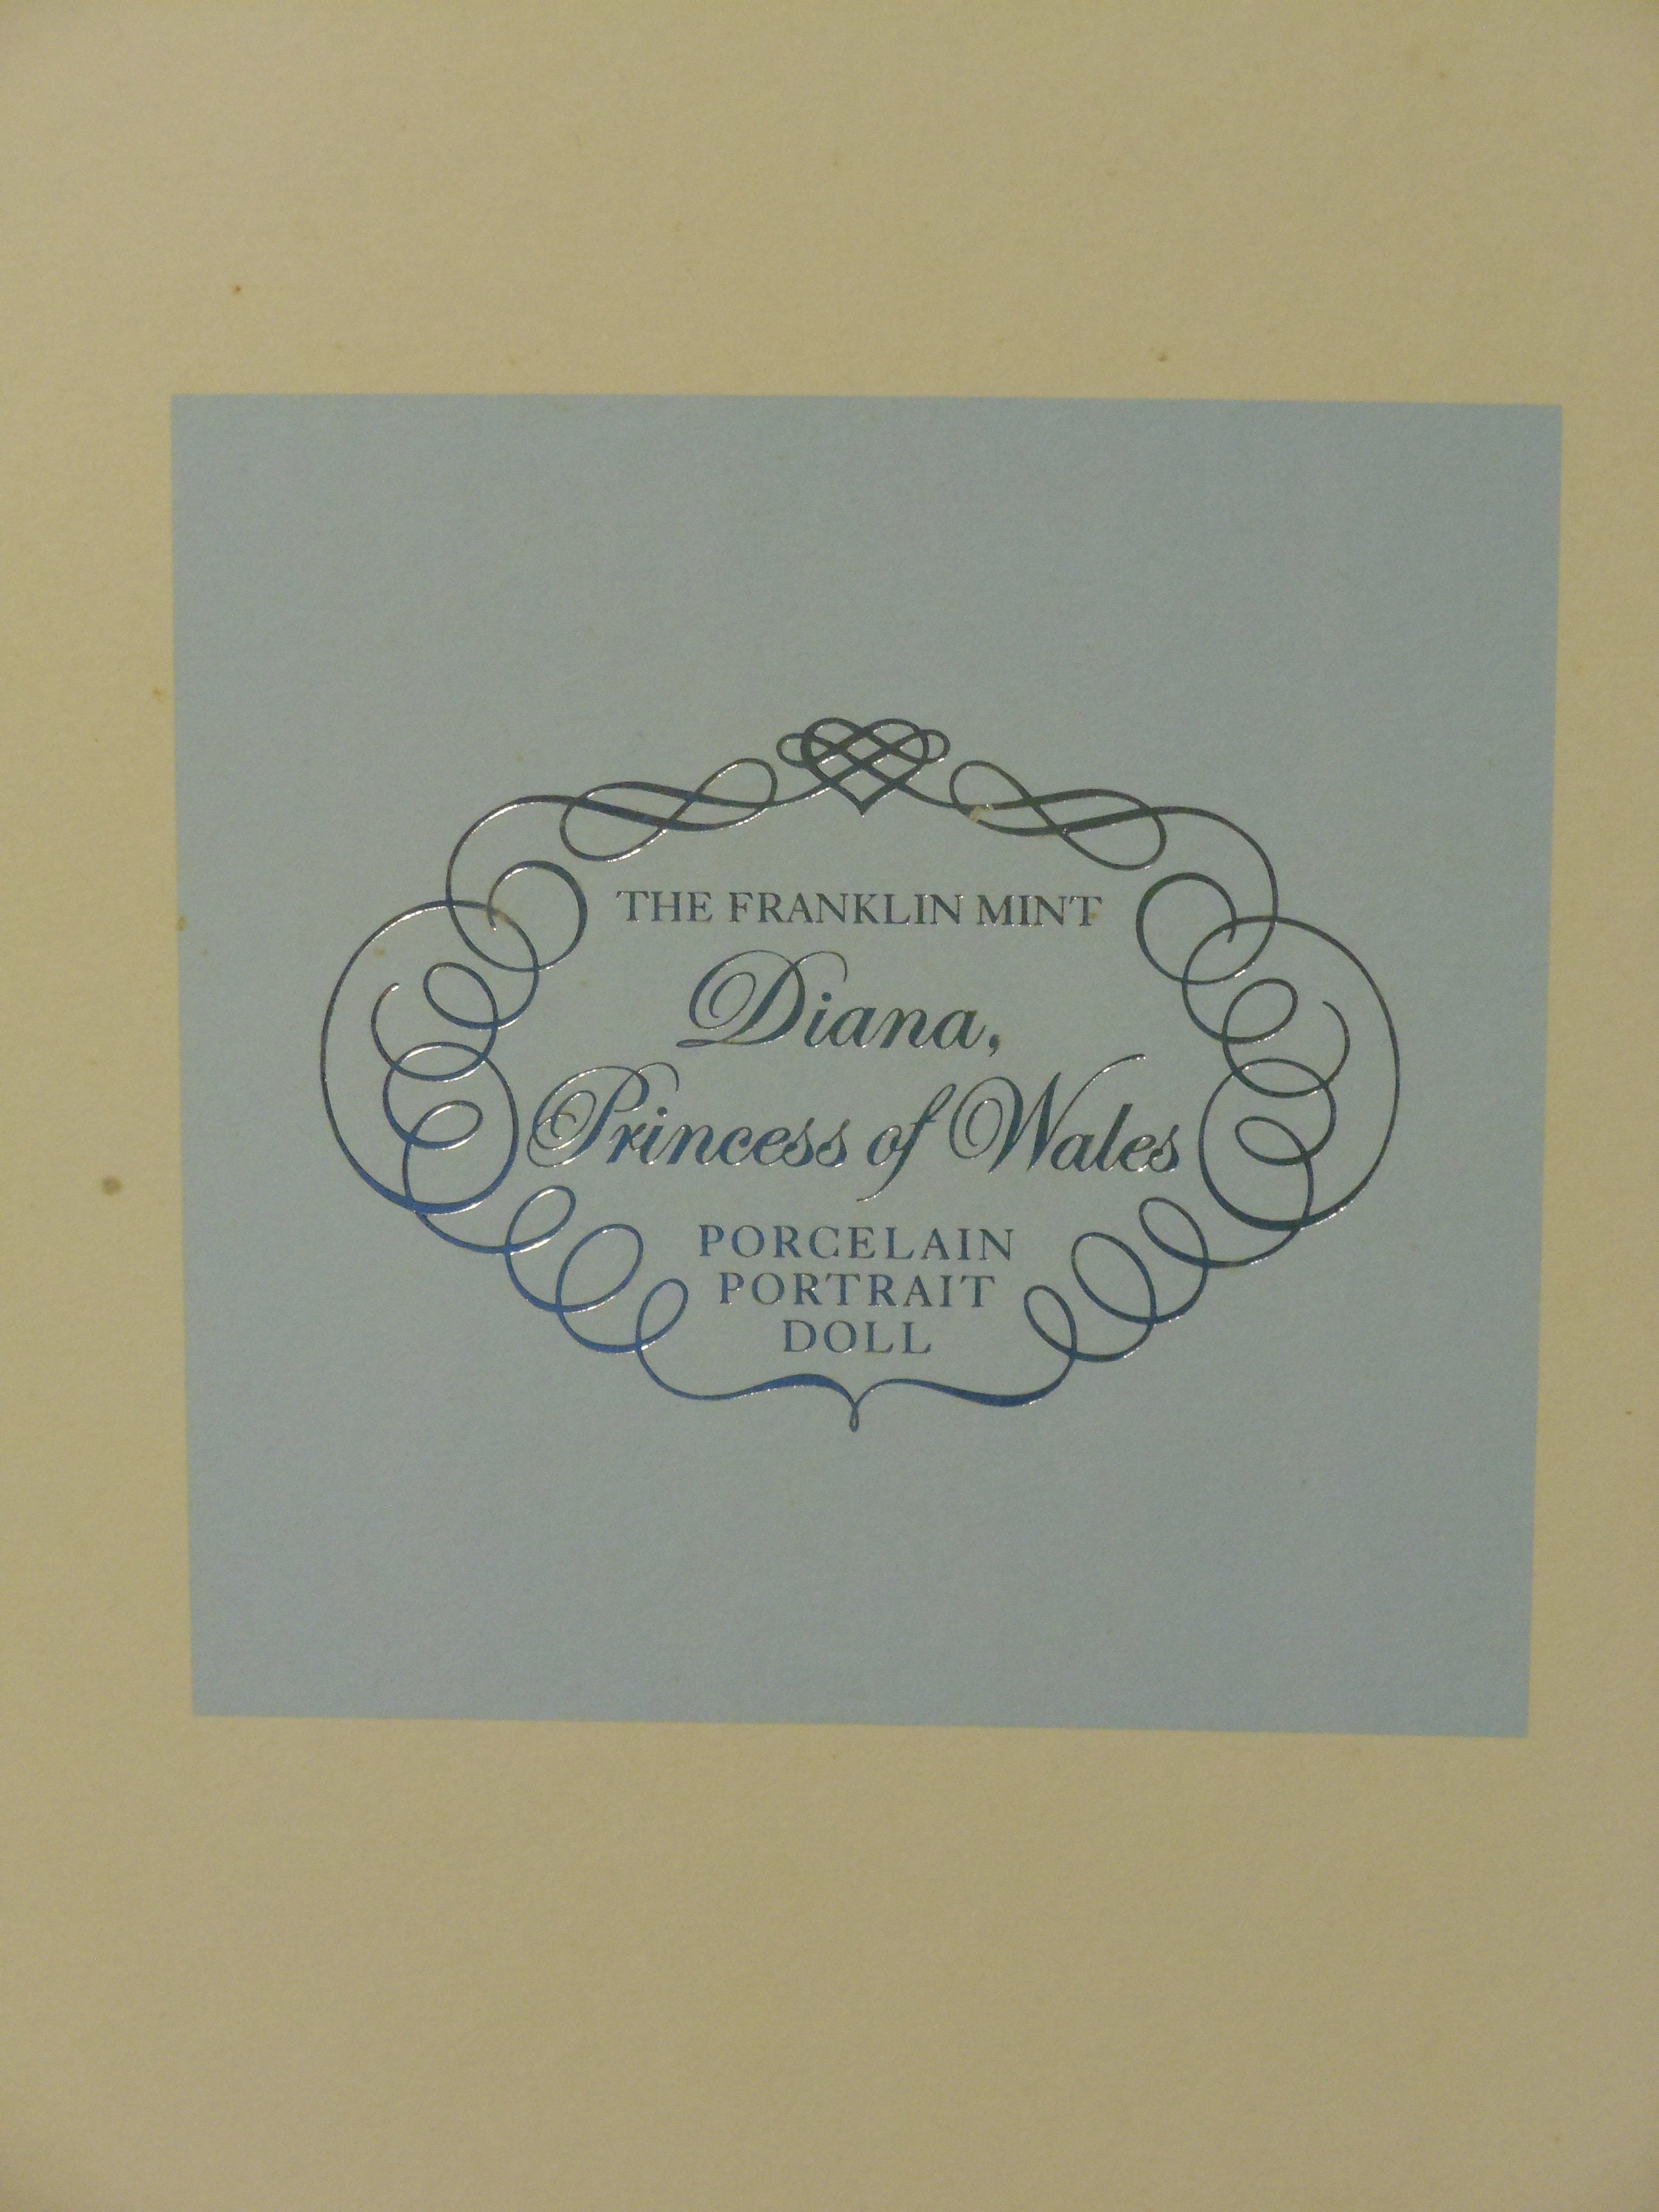 THE FRANKLIN MINT
Diana,
Princess of Wales
PORCELAIN
PORTRAIT
DOLL